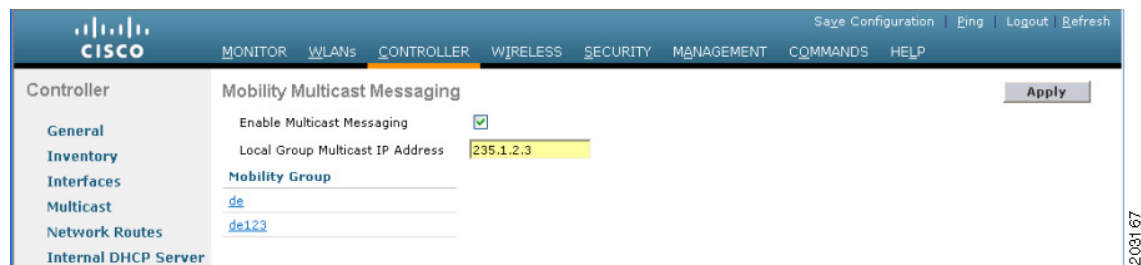 Save Configuration | Ping | Logout | Refresh
CISCO
MONITOR WLANs CONTROLLER WIRELESS SECURITY MANAGEMENT COMMANDS HELP
Controller
General
Inventory
Interfaces
Multicast
Network Routes
Internal DHCP Server
Mobility Multicast Messaging
Apply
Enable Multicast Messaging
Local Group Multicast IP Address 235.1.2.3
Mobility Group
de
de123
203167